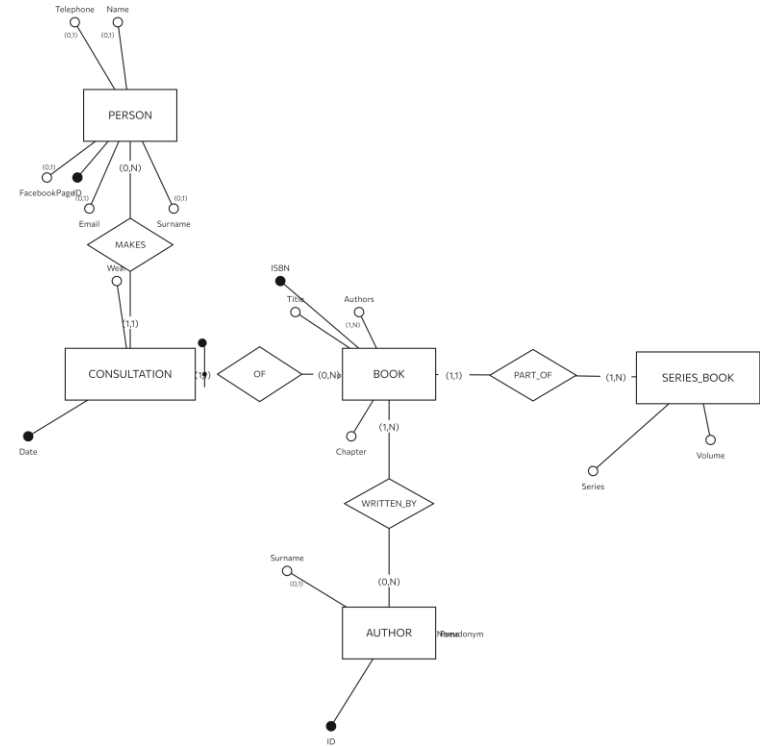 Telephone Name
(0,1) (0,1)
PERSON
(0,1)
(0,N)
FacebookPage ID
(0,1)
(0,1)
Email
Surname
MAKES
Wear
ISBN
Title
Authors
(1,1)
(1,N)
CONSULTATION
OF
(0,N)
BOOK
(1,1)
PART_OF
(1,N)
SERIES_BOOK
(1,N)
Date
Chapter
Volume
Series
WRITTEN_BY
Surname
(0,1)
(0,N)
AUTHOR
ID